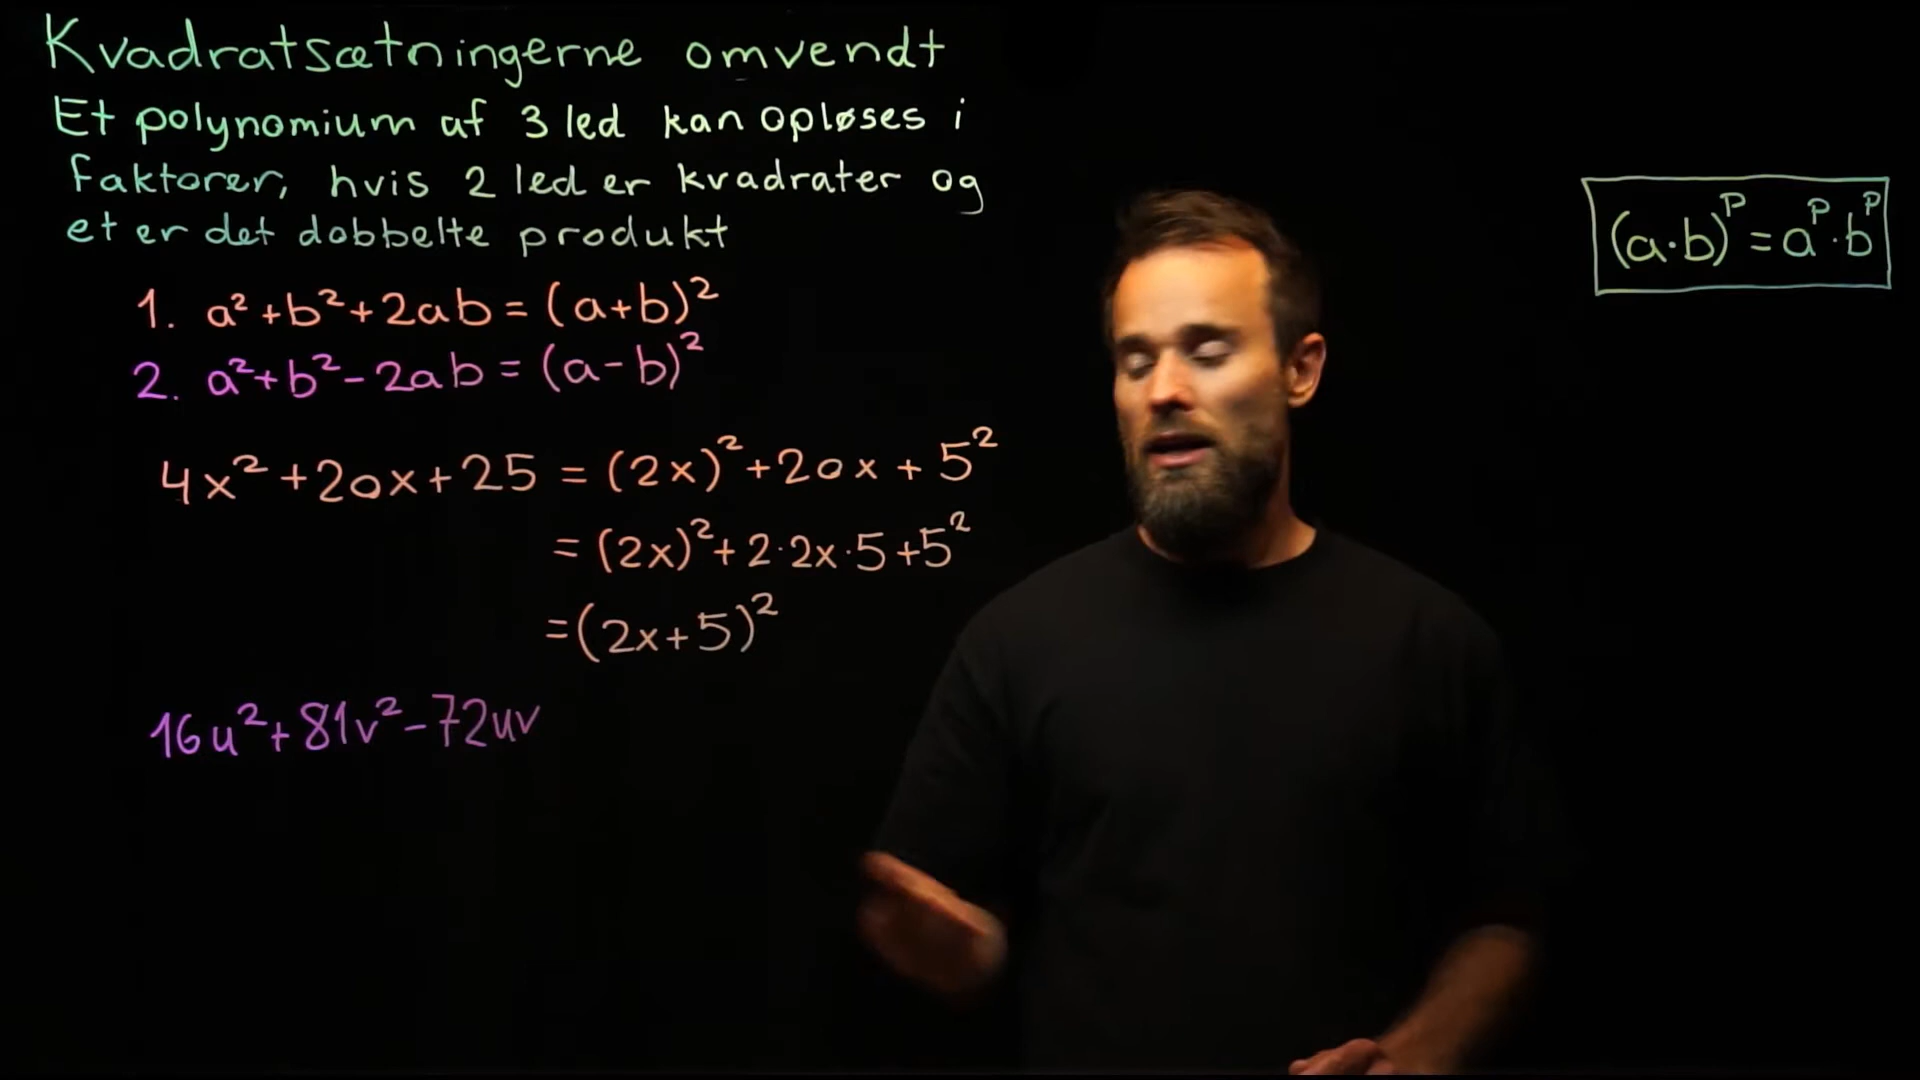 Kvadratsætningerne omvendt
Et polynomium af 3 led kan opløses i
faktorer, hvis 2 led er kvadrater og
et er det dobbelte produkt
(a·b)^p = a^p·b^p
1. a²+b²+2ab = (a+b)²
2. a²+b²-2ab = (a-b)²
4x²+20x+25 = (2x)²+20x+5²
= (2x)²+2·2x·5+5²
=(2x+5)²
16u²+81v²-72uv